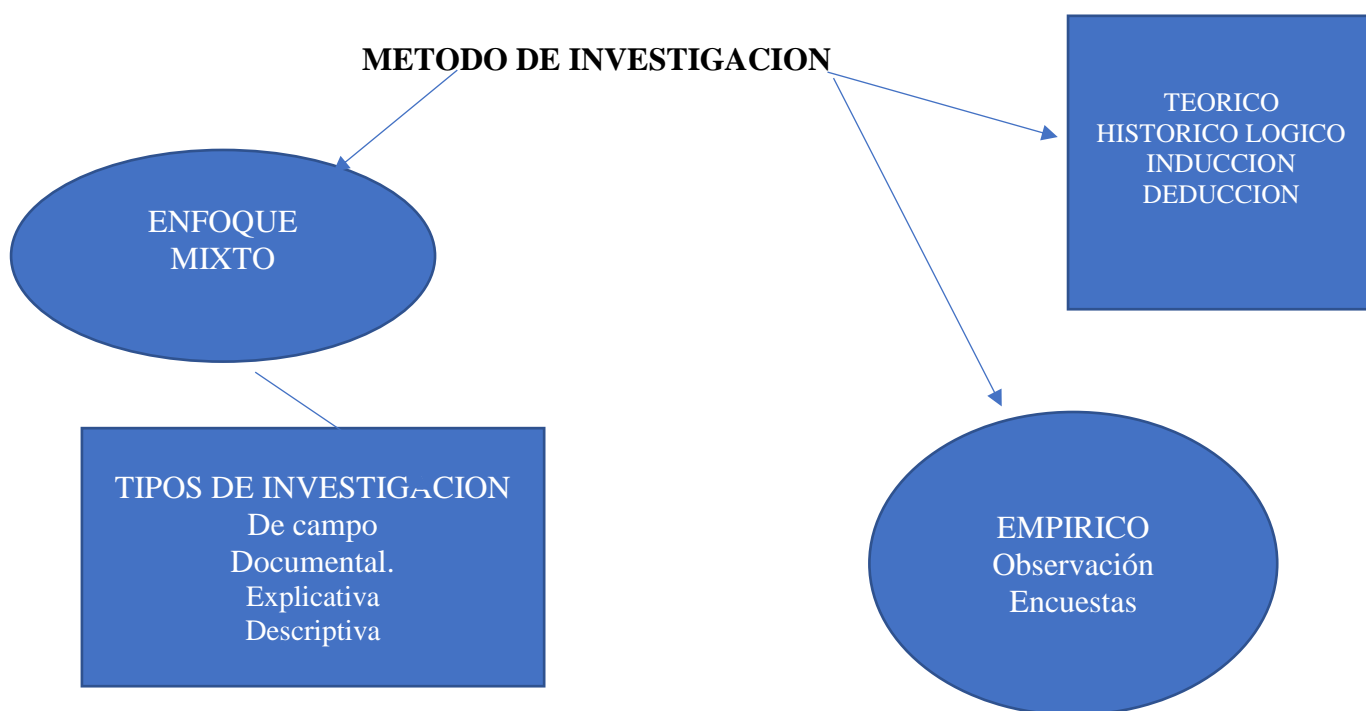 METODO DE INVESTIGACION
TEORICO
HISTORICO LOGICO
INDUCCION
DEDUCCION
ENFOQUE
MIXTO
TIPOS DE INVESTIGACION
De campo
Documental.
Explicativa
Descriptiva
EMPIRICO
Observación
Encuestas